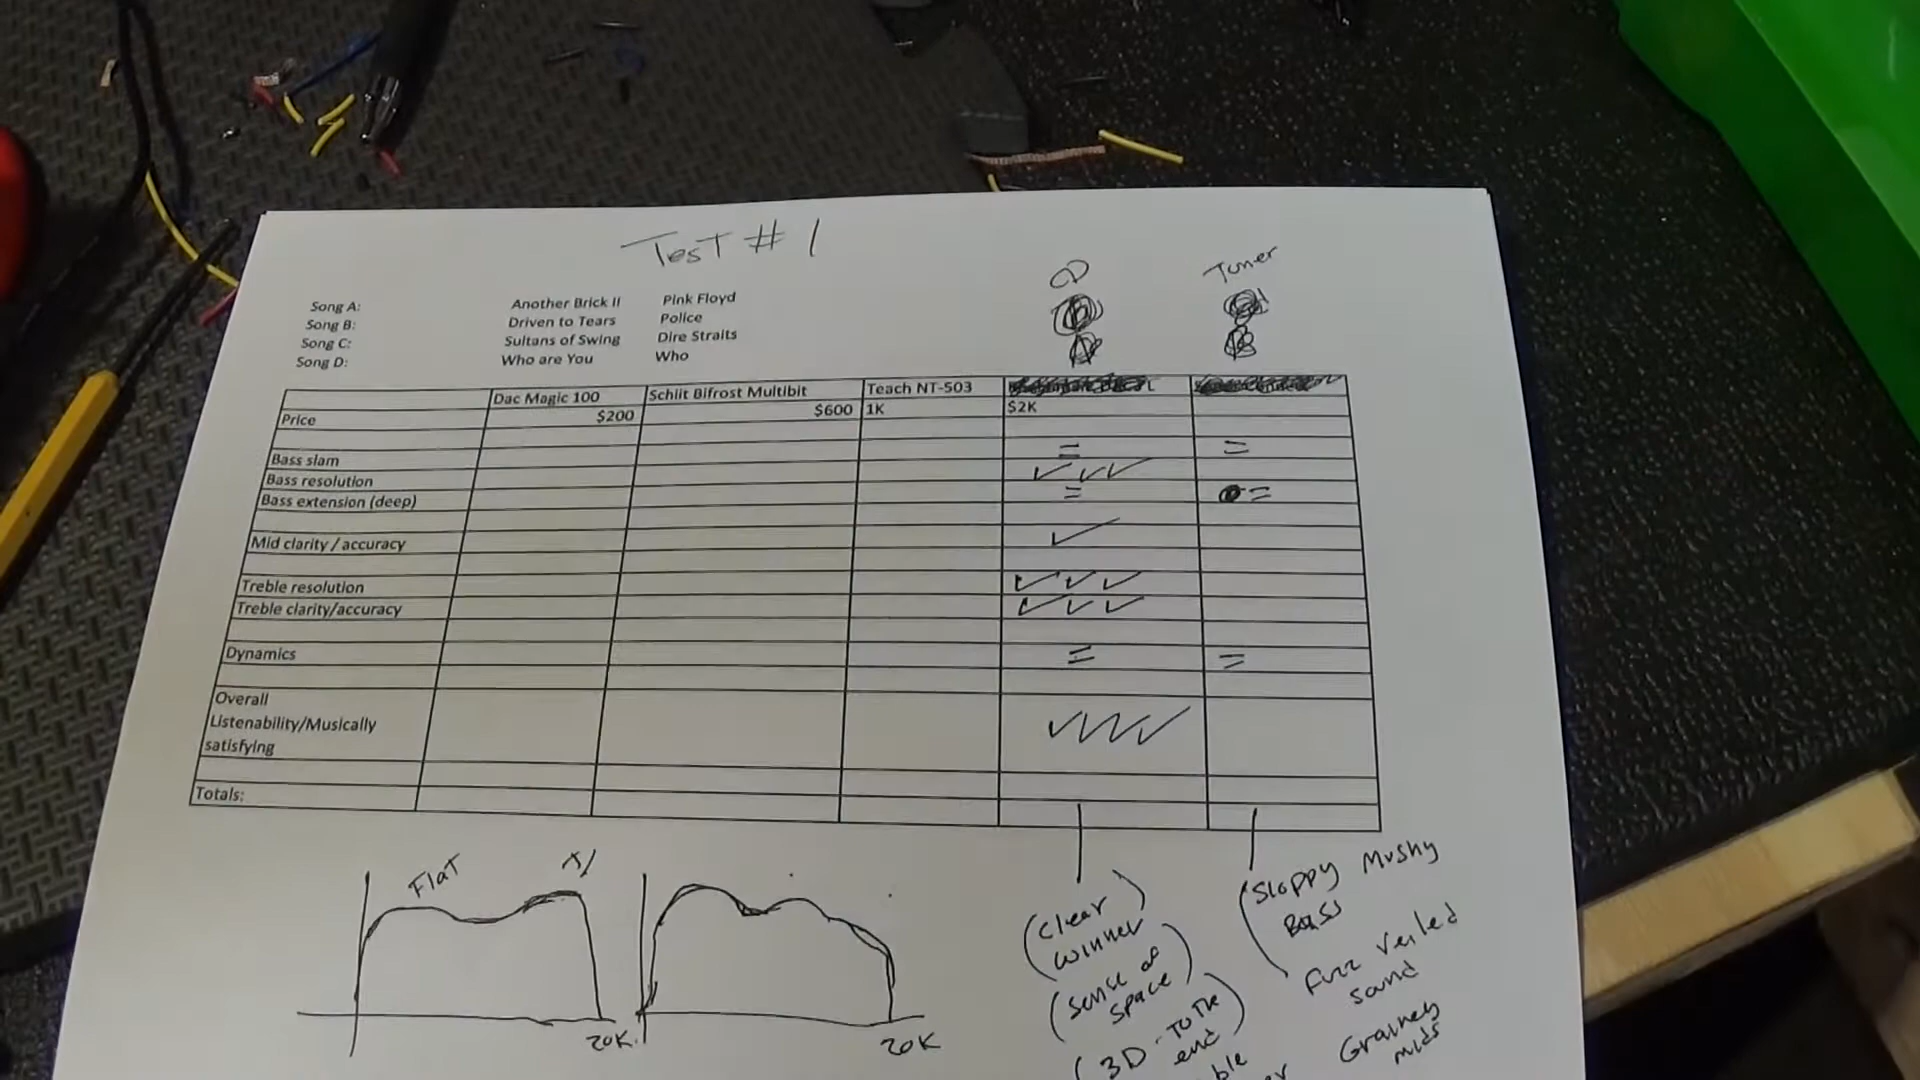 Test # 1
CD Tuner
Song A: Another Brick II Pink Floyd
Song B: Driven to Tears Police
Song C: Sultans of Swing Dire Straits
Song D: Who are You Who
Dac Magic 100 Schiit Bifrost Multibit Teach NT-503
Price $200 $600 1K $2K
Bass slam = =
Bass resolution ✓ ✓ ✓
Bass extension (deep) = =
Mid clarity / accuracy ✓
Treble resolution ✓ ✓ ✓
Treble clarity/accuracy ✓ ✓ ✓
Dynamics = =
Overall
Listenability/Musically
satisfying ✓ ✓ ✓ ✓
Totals:
Flat
20K
20K
(Clear
winner)
(Sense of
space)
(3D - To The
end)
(Sloppy Mushy
Bass
Fuzz veiled
Sound
Grainey
mids